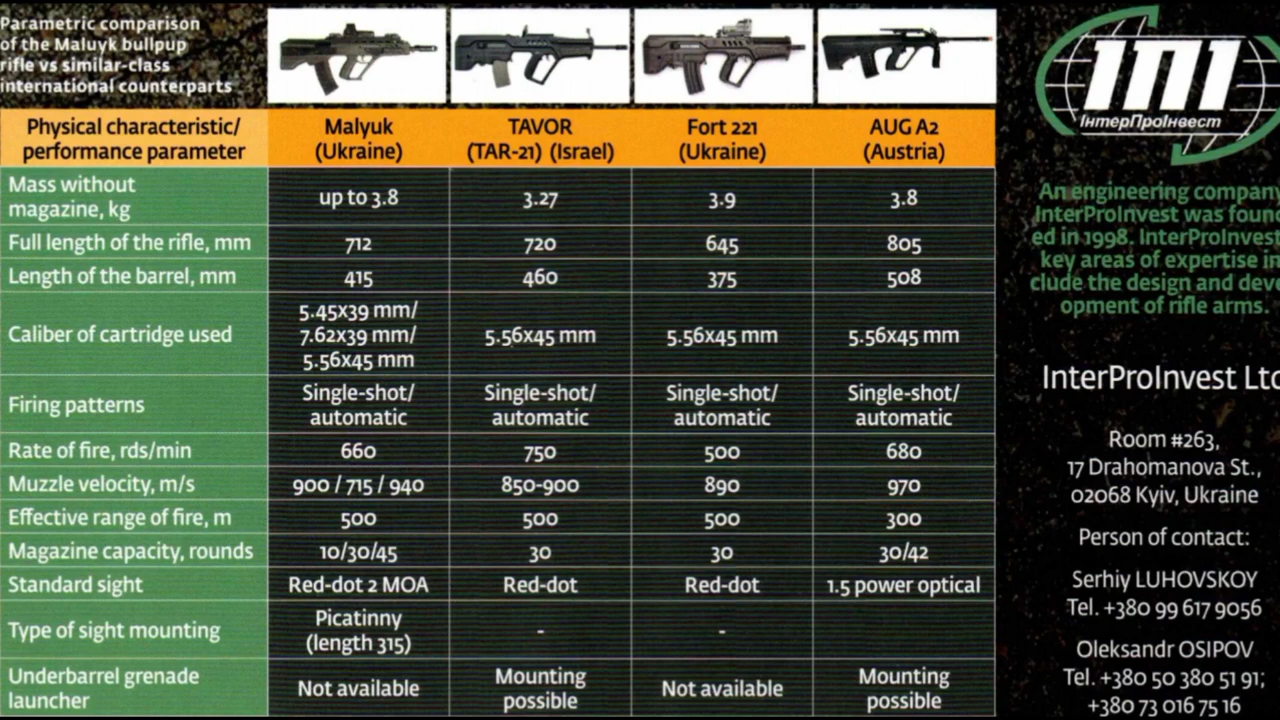 Parametric comparison
of the Maluyk bullpup
rifle vs similar-class
international counterparts
Physical characteristic/
performance parameter
Malyuk
(Ukraine)
TAVOR
(TAR-21) (Israel)
Fort 221
(Ukraine)
AUG A2
(Austria)
Mass without
magazine, kg
up to 3.8
3.27
3.9
3.8
Full length of the rifle, mm
712
720
645
805
Length of the barrel, mm
415
460
375
508
Caliber of cartridge used
5.45x39 mm/
7.62x39 mm/
5.56x45 mm
5.56x45 mm
5.56x45 mm
5.56x45 mm
Firing patterns
Single-shot/
automatic
Single-shot/
automatic
Single-shot/
automatic
Single-shot/
automatic
Rate of fire, rds/min
660
750
500
680
Muzzle velocity, m/s
900 / 715 / 940
850-900
890
970
Effective range of fire, m
500
500
500
300
Magazine capacity, rounds
10/30/45
30
30
30/42
Standard sight
Red-dot 2 MOA
Red-dot
Red-dot
1.5 power optical
Type of sight mounting
Picatinny
(length 315)
-
-
Underbarrel grenade
launcher
Not available
Mounting
possible
Not available
Mounting
possible
ІПІ
ІнтерПроІнвест
An engineering company
InterProInvest was found-
ed in 1998. InterProInvest
key areas of expertise in-
clude the design and deve
opment of rifle arms.
InterProInvest Ltd
Room #263,
17 Drahomanova St.,
02068 Kyiv, Ukraine
Person of contact:
Serhiy LUHOVSKOY
Tel. +380 99 617 9056
Oleksandr OSIPOV
Tel. +380 50 380 51 91;
+380 73 016 75 16